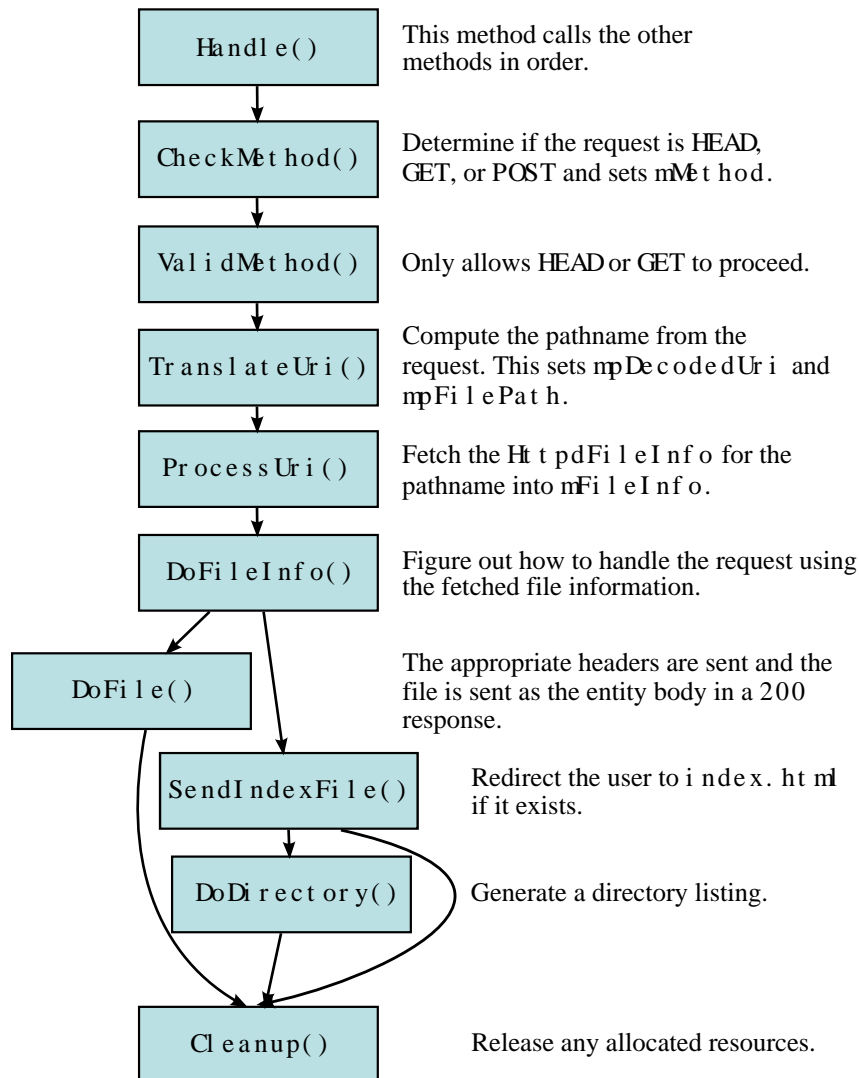 Handle()
This method calls the other
methods in order.
CheckMethod()
Determine if the request is HEAD,
GET, or POST and sets mMethod.
ValidMethod()
Only allows HEAD or GET to proceed.
TranslateUri()
Compute the pathname from the
request. This sets mpDecodedUri and
mpFilePath.
ProcessUri()
Fetch the HttpdFileInfo for the
pathname into mFileInfo.
DoFileInfo()
Figure out how to handle the request using
the fetched file information.
DoFile()
The appropriate headers are sent and the
file is sent as the entity body in a 200
response.
SendIndexFile()
Redirect the user to index.html
if it exists.
DoDirectory()
Generate a directory listing.
Cleanup()
Release any allocated resources.